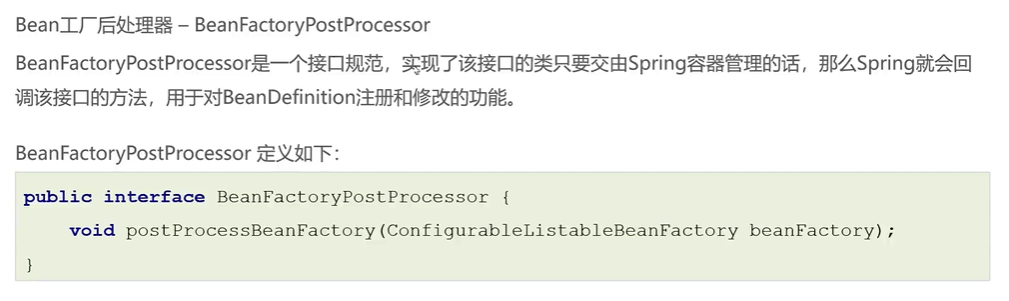 Bean工厂后处理器 – BeanFactoryPostProcessor
BeanFactoryPostProcessor是一个接口规范，实现了该接口的类只要交由Spring容器管理的话，那么Spring就会回
调该接口的方法，用于对BeanDefinition注册和修改的功能。
BeanFactoryPostProcessor 定义如下：
public interface BeanFactoryPostProcessor {
    void postProcessBeanFactory(ConfigurableListableBeanFactory beanFactory);
}